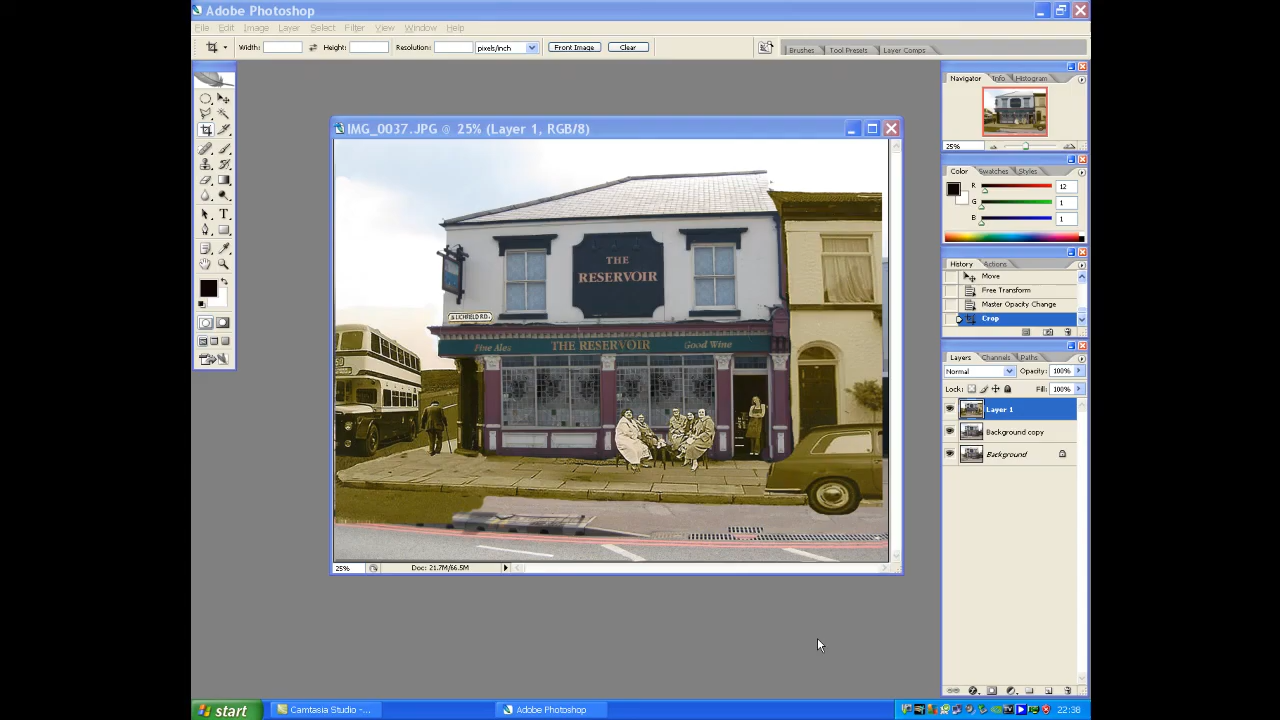 Adobe Photoshop
File Edit Image Layer Select Filter View Window Help
Width: Height: Resolution: pixels/inch Front Image Clear Brushes Tool Presets Layer Comps
Navigator Info Histogram
25%
Color Swatches Styles
R 12
G 1
B 1
History Actions
Move
Free Transform
Master Opacity Change
Crop
Layers Channels Paths
Normal Opacity: 100%
Lock: Fill: 100%
Layer 1
Background copy
Background
IMG_0037.JPG @ 25% (Layer 1, RGB/8)
THE
RESERVOIR
LICHFIELD RD.
Fine Ales THE RESERVOIR Good Wine
50
25% Doc: 21.7M/66.5M
start Camtasia Studio -... Adobe Photoshop 22:38